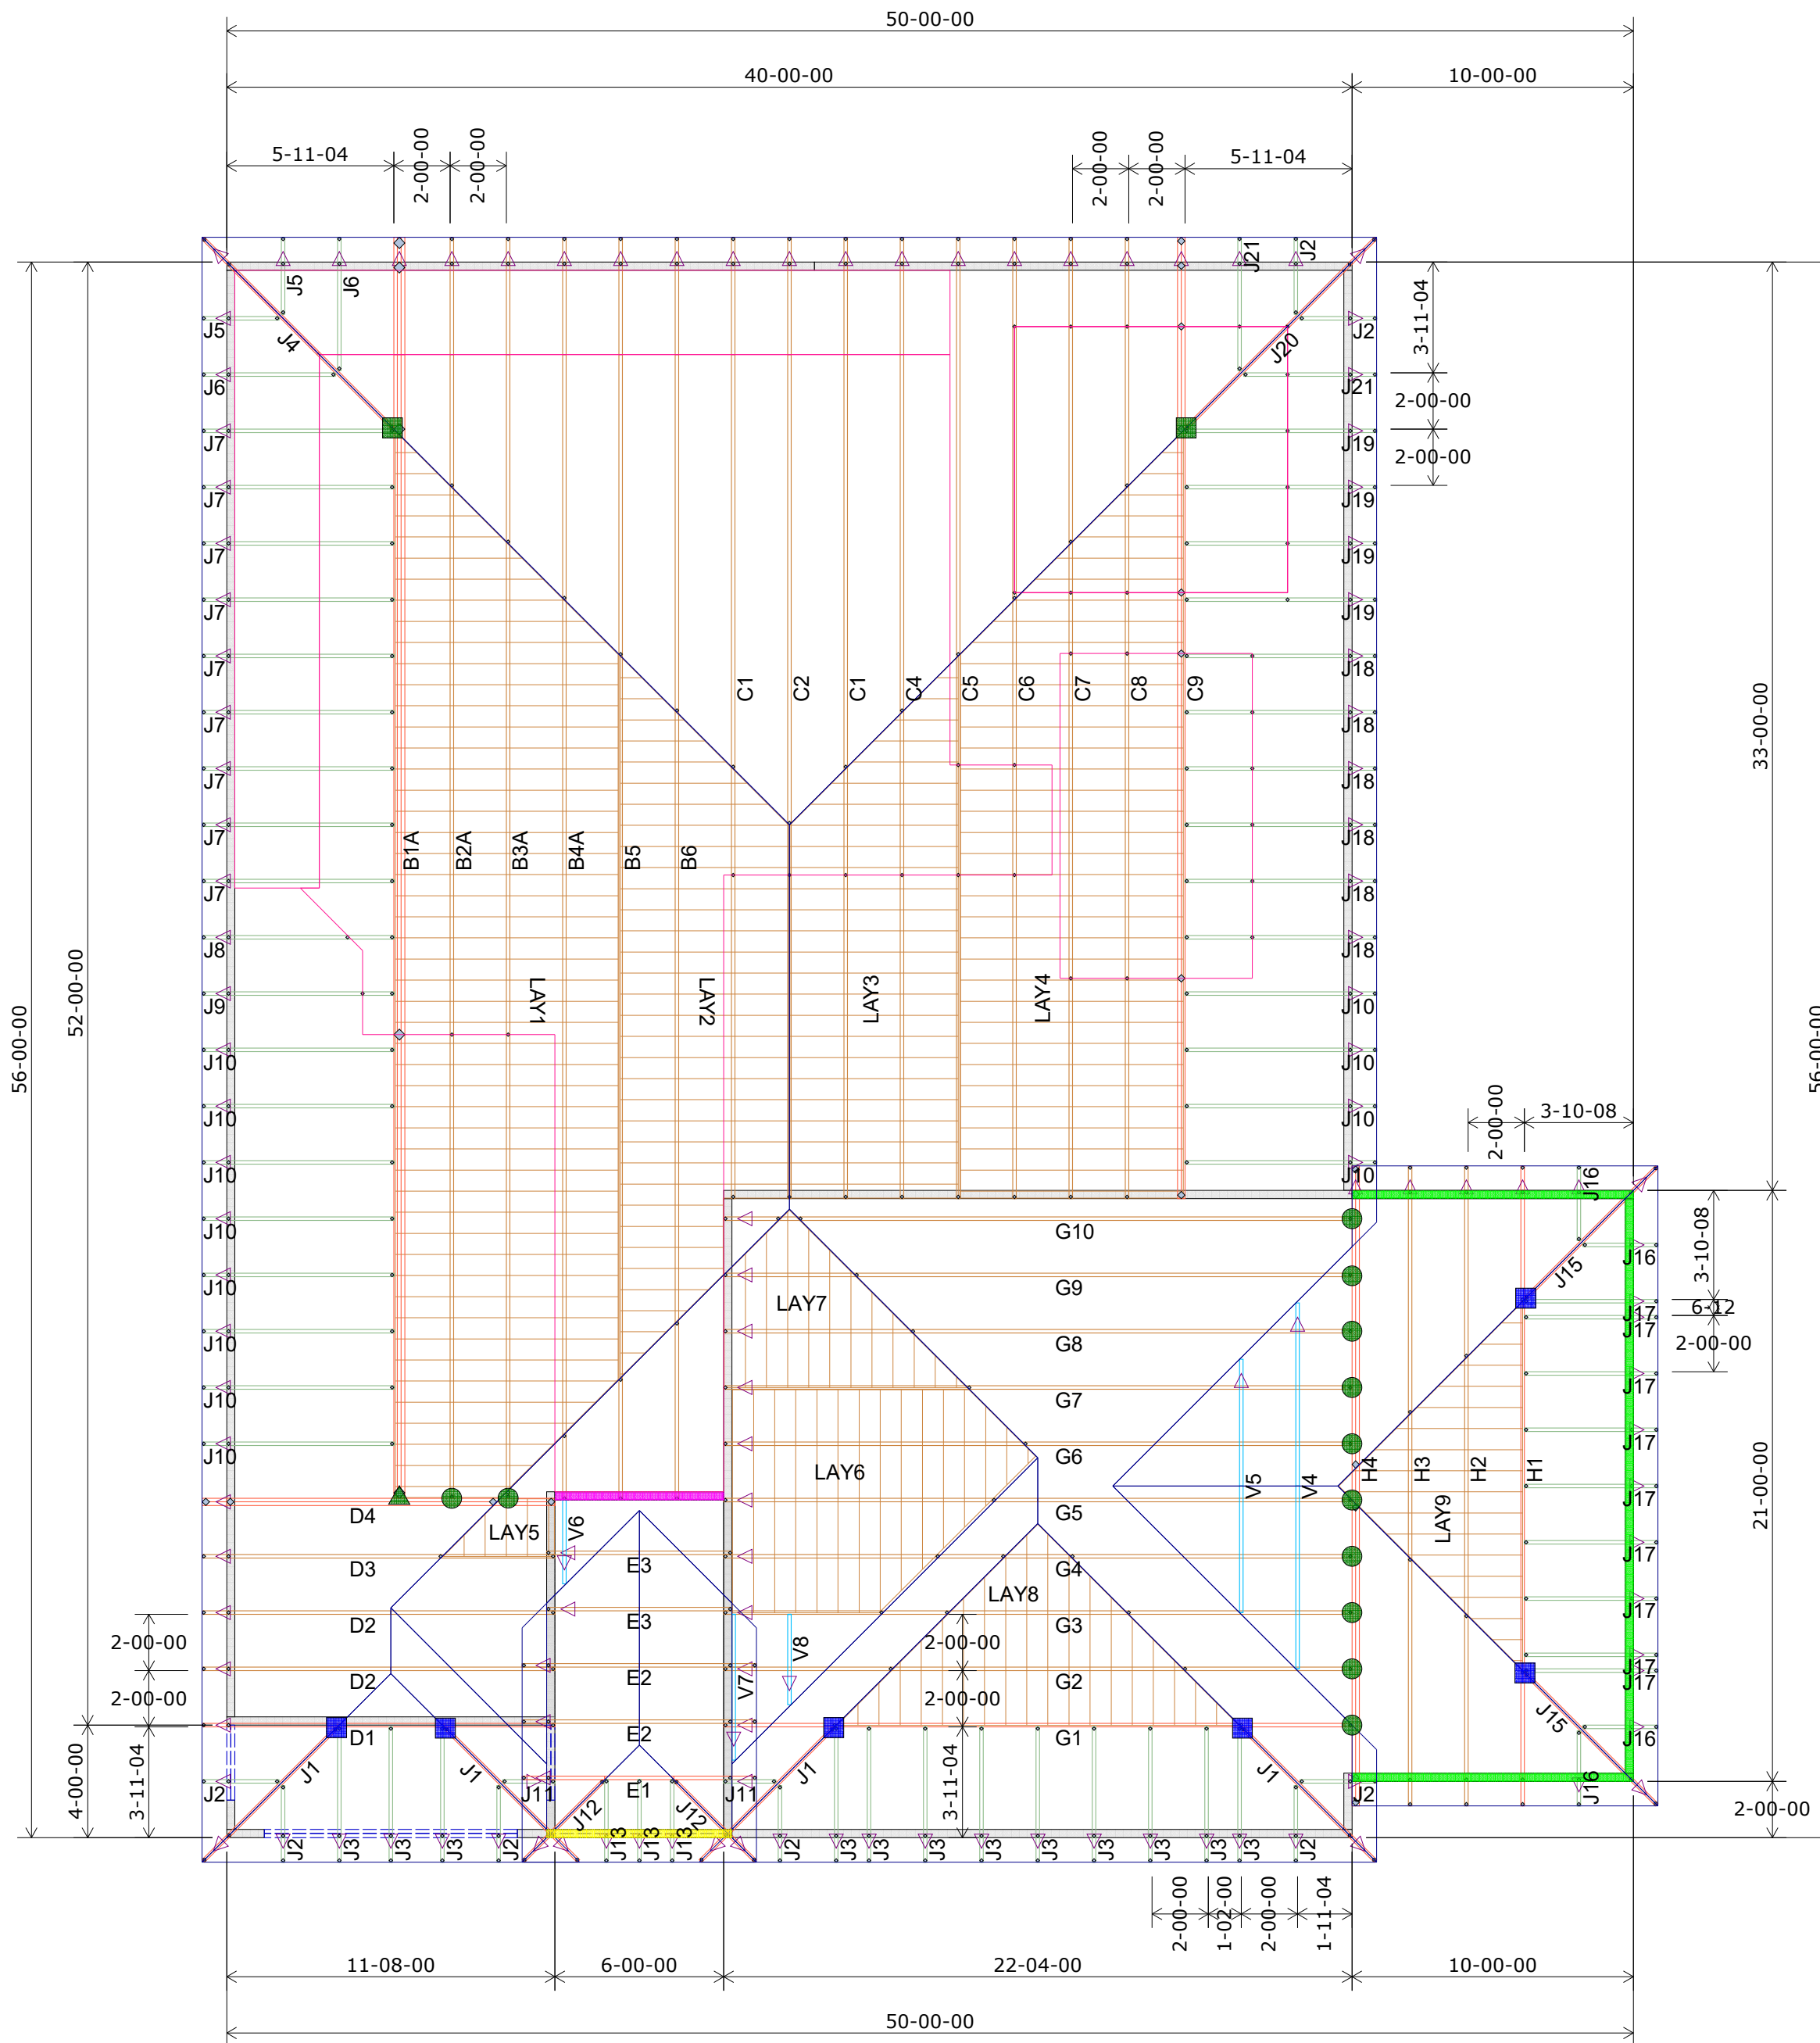 50-00-00
40-00-00
10-00-00
5-11-04
2-00-00
2-00-00
2-00-00
2-00-00
5-11-04
J5
J6
J21
J2
J5
J4
J20
J2
3-11-04
J6
J21
2-00-00
J7
J19
2-00-00
J7
J19
J7
J19
J7
J19
J7
J18
C1
C2
C1
C4
C5
C6
C7
C8
C9
J7
J18
33-00-00
J7
J18
J7
J18
B1A
B2A
B3A
B4A
B5
B6
J7
J18
J8
J18
52-00-00
J9
LAY1
LAY2
LAY3
LAY4
J10
56-00-00
56-00-00
J10
J10
J10
J10
2-00-00
3-10-08
J10
J10
J16
J10
G10
J16
3-10-08
J10
G9
J15
LAY7
J17
6-12
J10
G8
J17
2-00-00
J10
G7
J17
J10
G6
J17
LAY6
V5
V4
H4
H3
H2
H1
21-00-00
D4
G5
J17
LAY5
V6
LAY9
D3
E3
G4
J17
LAY8
D2
E3
G3
J17
2-00-00
2-00-00
V8
V7
D2
E2
G2
J17
J17
2-00-00
2-00-00
D1
E2
G1
J16
J15
4-00-00
3-11-04
J1
J1
J1
3-11-04
J1
J2
J11
E1
J11
J2
J16
2-00-00
J12
J12
J2
J3
J3
J3
J2
J13
J13
J13
J2
J3
J3
J3
J3
J3
J3
J3
J3
J2
2-00-00
1-02-00
2-00-00
1-11-04
11-08-00
6-00-00
22-04-00
10-00-00
50-00-00